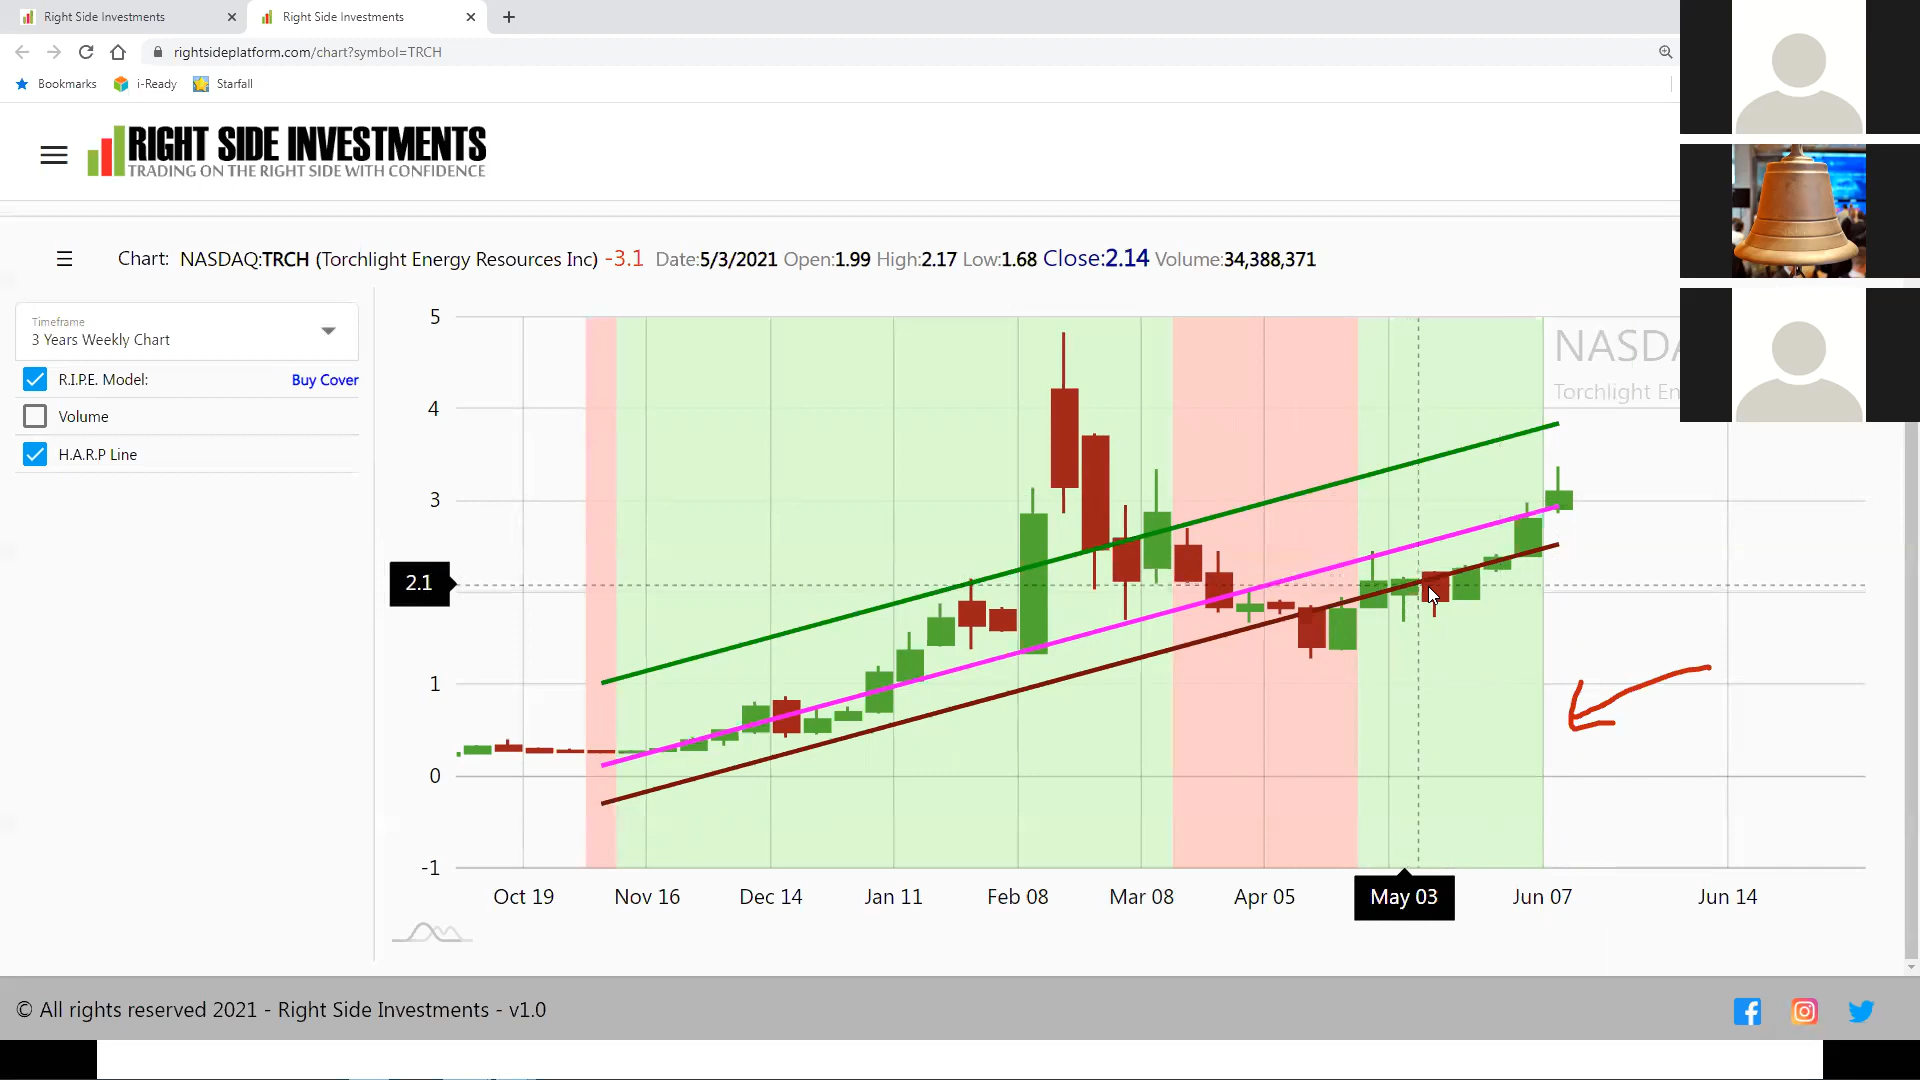 Right Side Investments
Right Side Investments
rightsideplatform.com/chart?symbol=TRCH
Bookmarks i-Ready Starfall
RIGHT SIDE INVESTMENTS
TRADING ON THE RIGHT SIDE WITH CONFIDENCE
Chart: NASDAQ:TRCH (Torchlight Energy Resources Inc) -3.1 Date:5/3/2021 Open:1.99 High:2.17 Low:1.68 Close:2.14 Volume:34,388,371
Timeframe
3 Years Weekly Chart
R.I.P.E. Model: Buy Cover
Volume
H.A.R.P Line
NASDA
Torchlight En
5
4
3
2.1
1
0
-1
Oct 19 Nov 16 Dec 14 Jan 11 Feb 08 Mar 08 Apr 05 May 03 Jun 07 Jun 14
© All rights reserved 2021 - Right Side Investments - v1.0